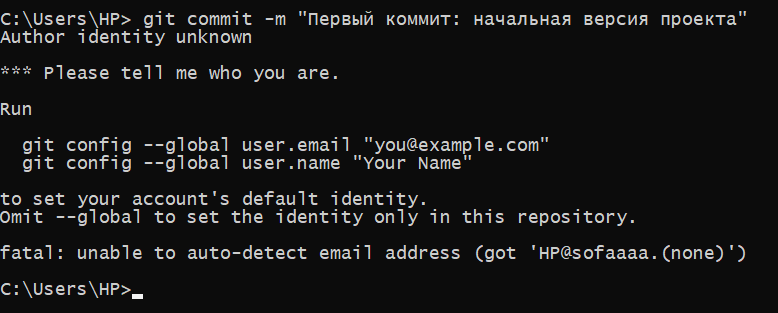 C:\Users\HP> git commit -m "Первый коммит: начальная версия проекта"
Author identity unknown
*** Please tell me who you are.
Run
git config --global user.email "you@example.com"
git config --global user.name "Your Name"
to set your account's default identity.
Omit --global to set the identity only in this repository.
fatal: unable to auto-detect email address (got 'HP@sofaaaa.(none)')
C:\Users\HP>